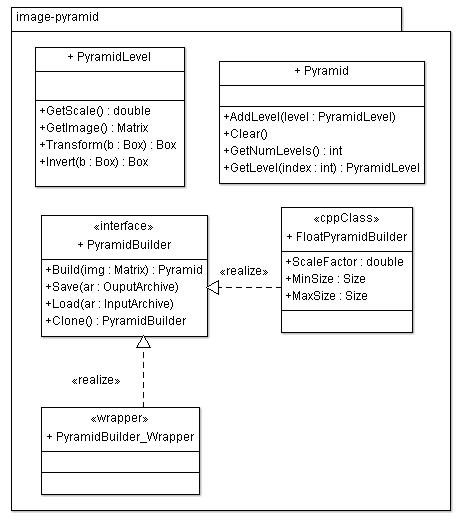 image-pyramid
+ PyramidLevel
+GetScale() : double
+GetImage() : Matrix
+Transform(b : Box) : Box
+Invert(b : Box) : Box
+ Pyramid
+AddLevel(level : PyramidLevel)
+Clear()
+GetNumLevels() : int
+GetLevel(index : int) : PyramidLevel
«interface»
+ PyramidBuilder
+Build(img : Matrix) : Pyramid
+Save(ar : OuputArchive)
+Load(ar : InputArchive)
+Clone() : PyramidBuilder
«realize»
«cppClass»
+ FloatPyramidBuilder
+ScaleFactor : double
+MinSize : Size
+MaxSize : Size
«realize»
«wrapper»
+ PyramidBuilder_Wrapper